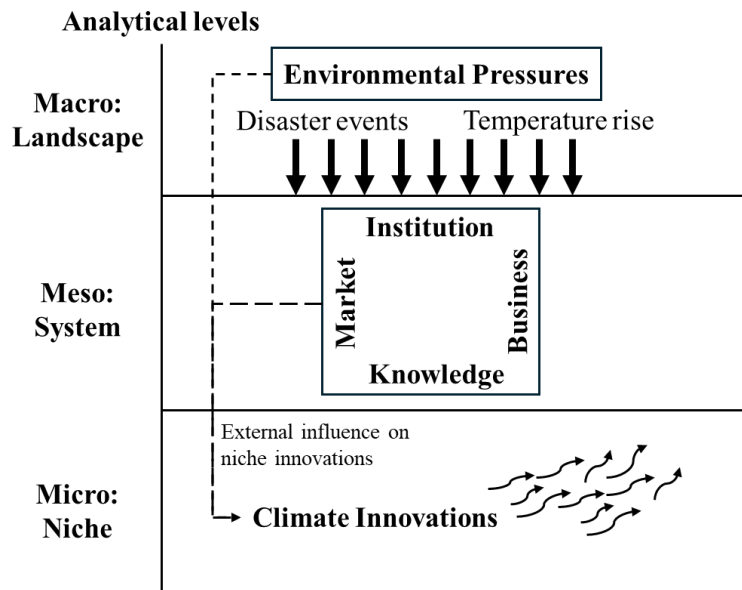 Analytical levels
Environmental Pressures
Macro:
Landscape
Disaster events
Temperature rise
Institution
Meso:
System
Market
Business
Knowledge
External influence on
niche innovations
Micro:
Niche
Climate Innovations